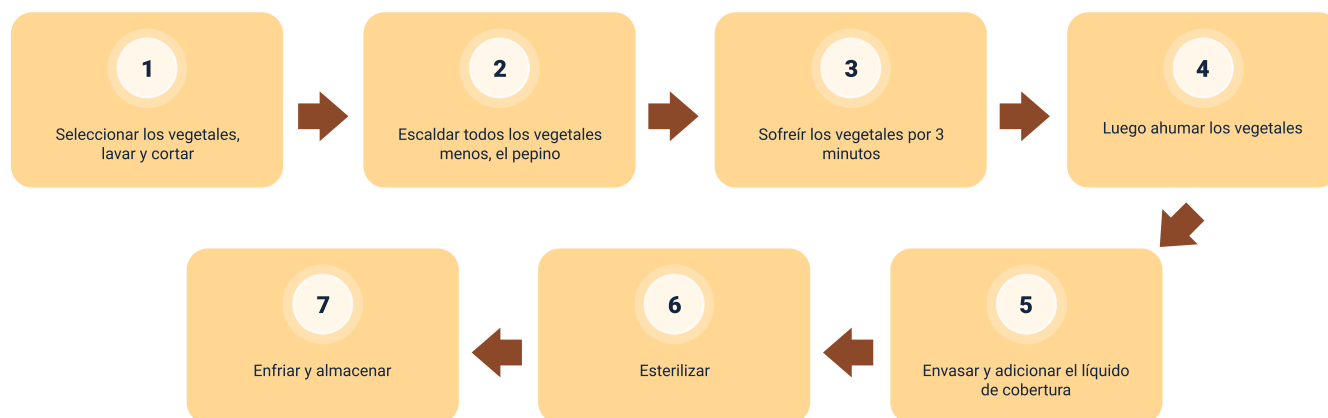 1
Seleccionar los vegetales,
lavar y cortar
2
Escaldar todos los vegetales
menos, el pepino
3
Sofreír los vegetales por 3
minutos
4
Luego ahumar los vegetales
5
Envasar y adicionar el líquido
de cobertura
6
Esterilizar
7
Enfriar y almacenar